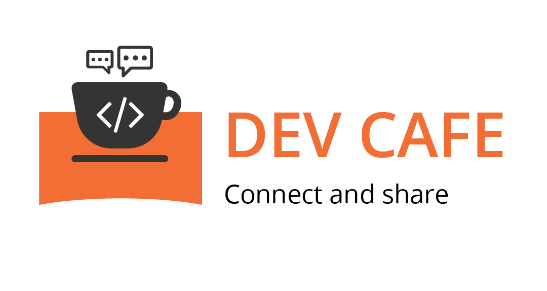 </>
DEV CAFE
Connect and share